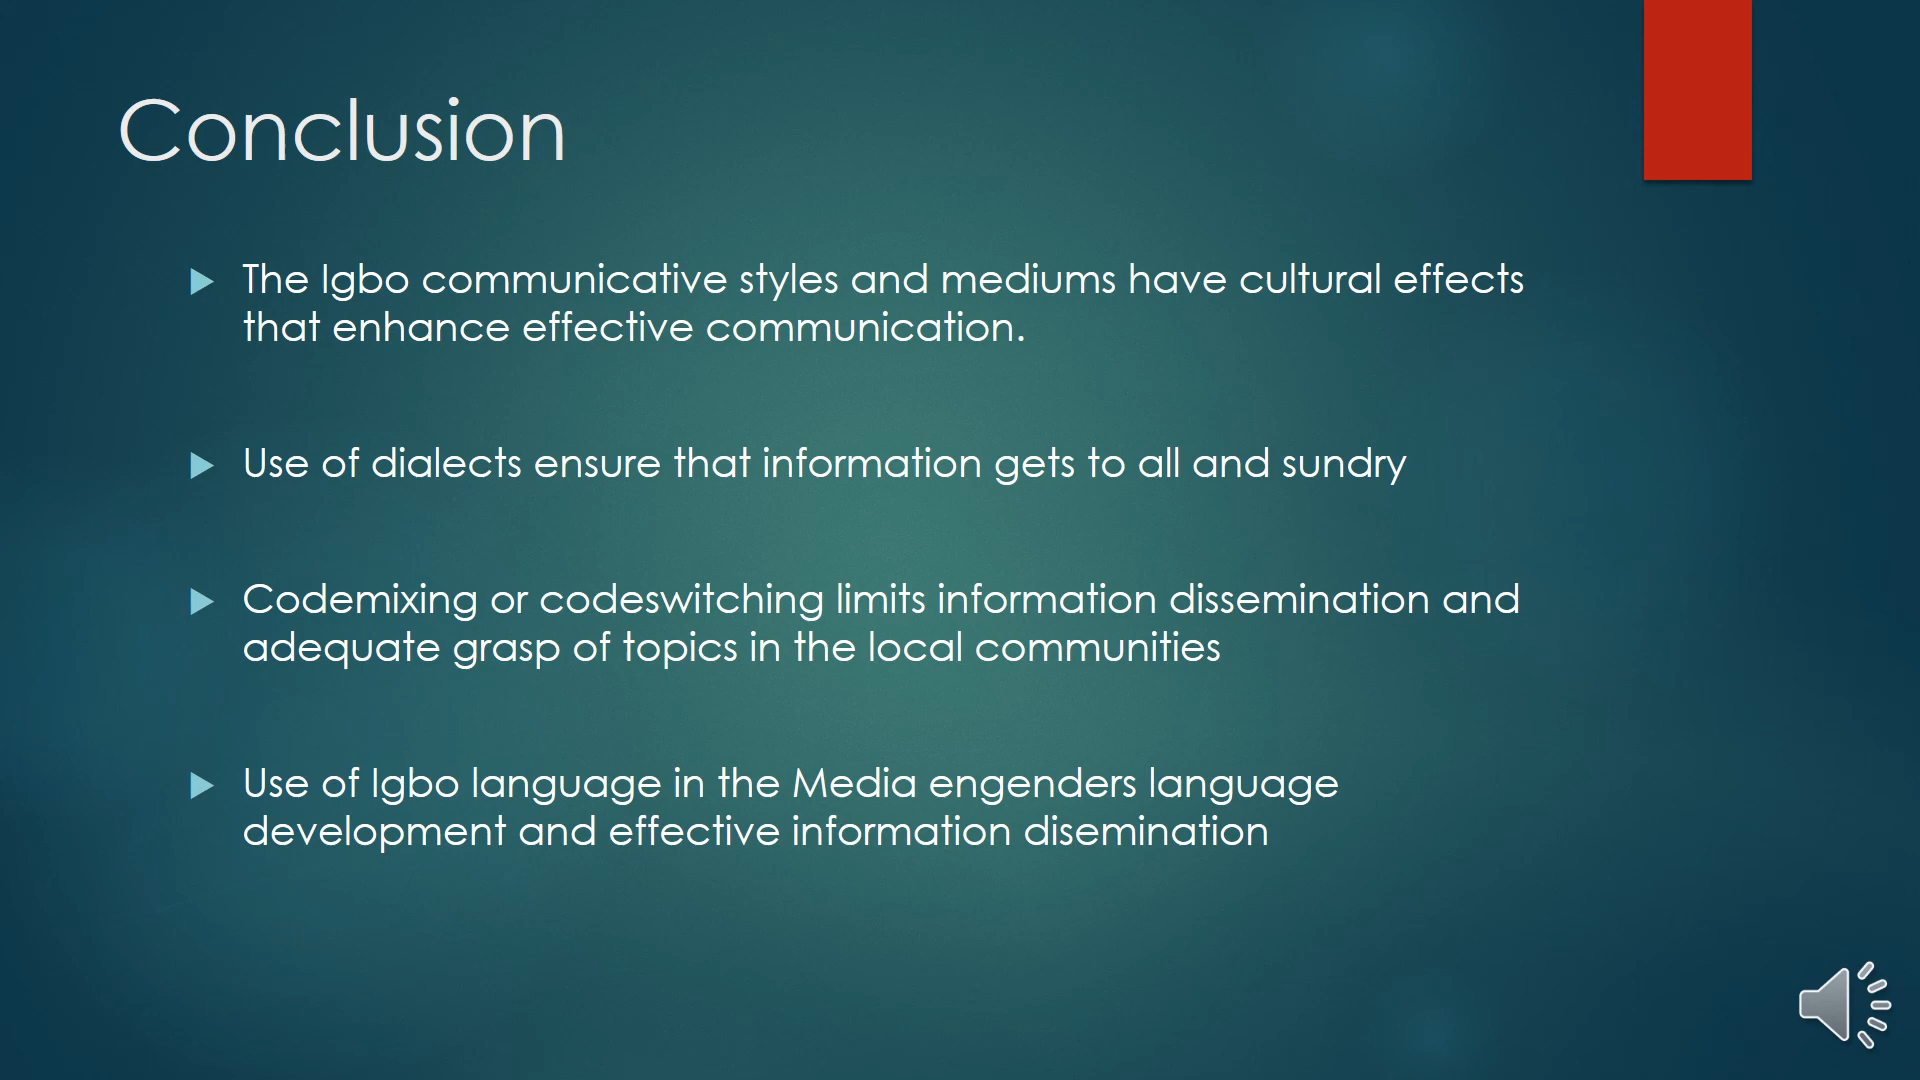 Conclusion
The Igbo communicative styles and mediums have cultural effects
that enhance effective communication.
Use of dialects ensure that information gets to all and sundry
Codemixing or codeswitching limits information dissemination and
adequate grasp of topics in the local communities
Use of Igbo language in the Media engenders language
development and effective information disemination